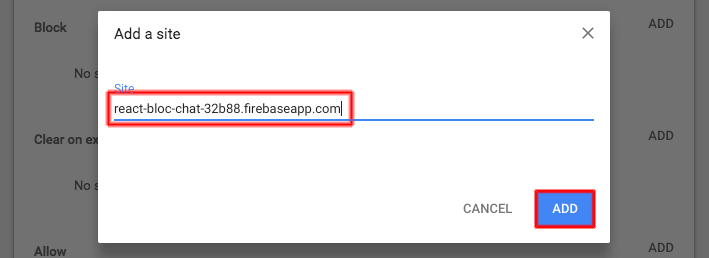 Block
ADD
Add a site
No s
Site
react-bloc-chat-32b88.firebaseapp.com
Clear on ex
ADD
No s
CANCEL
ADD
Allow
ADD